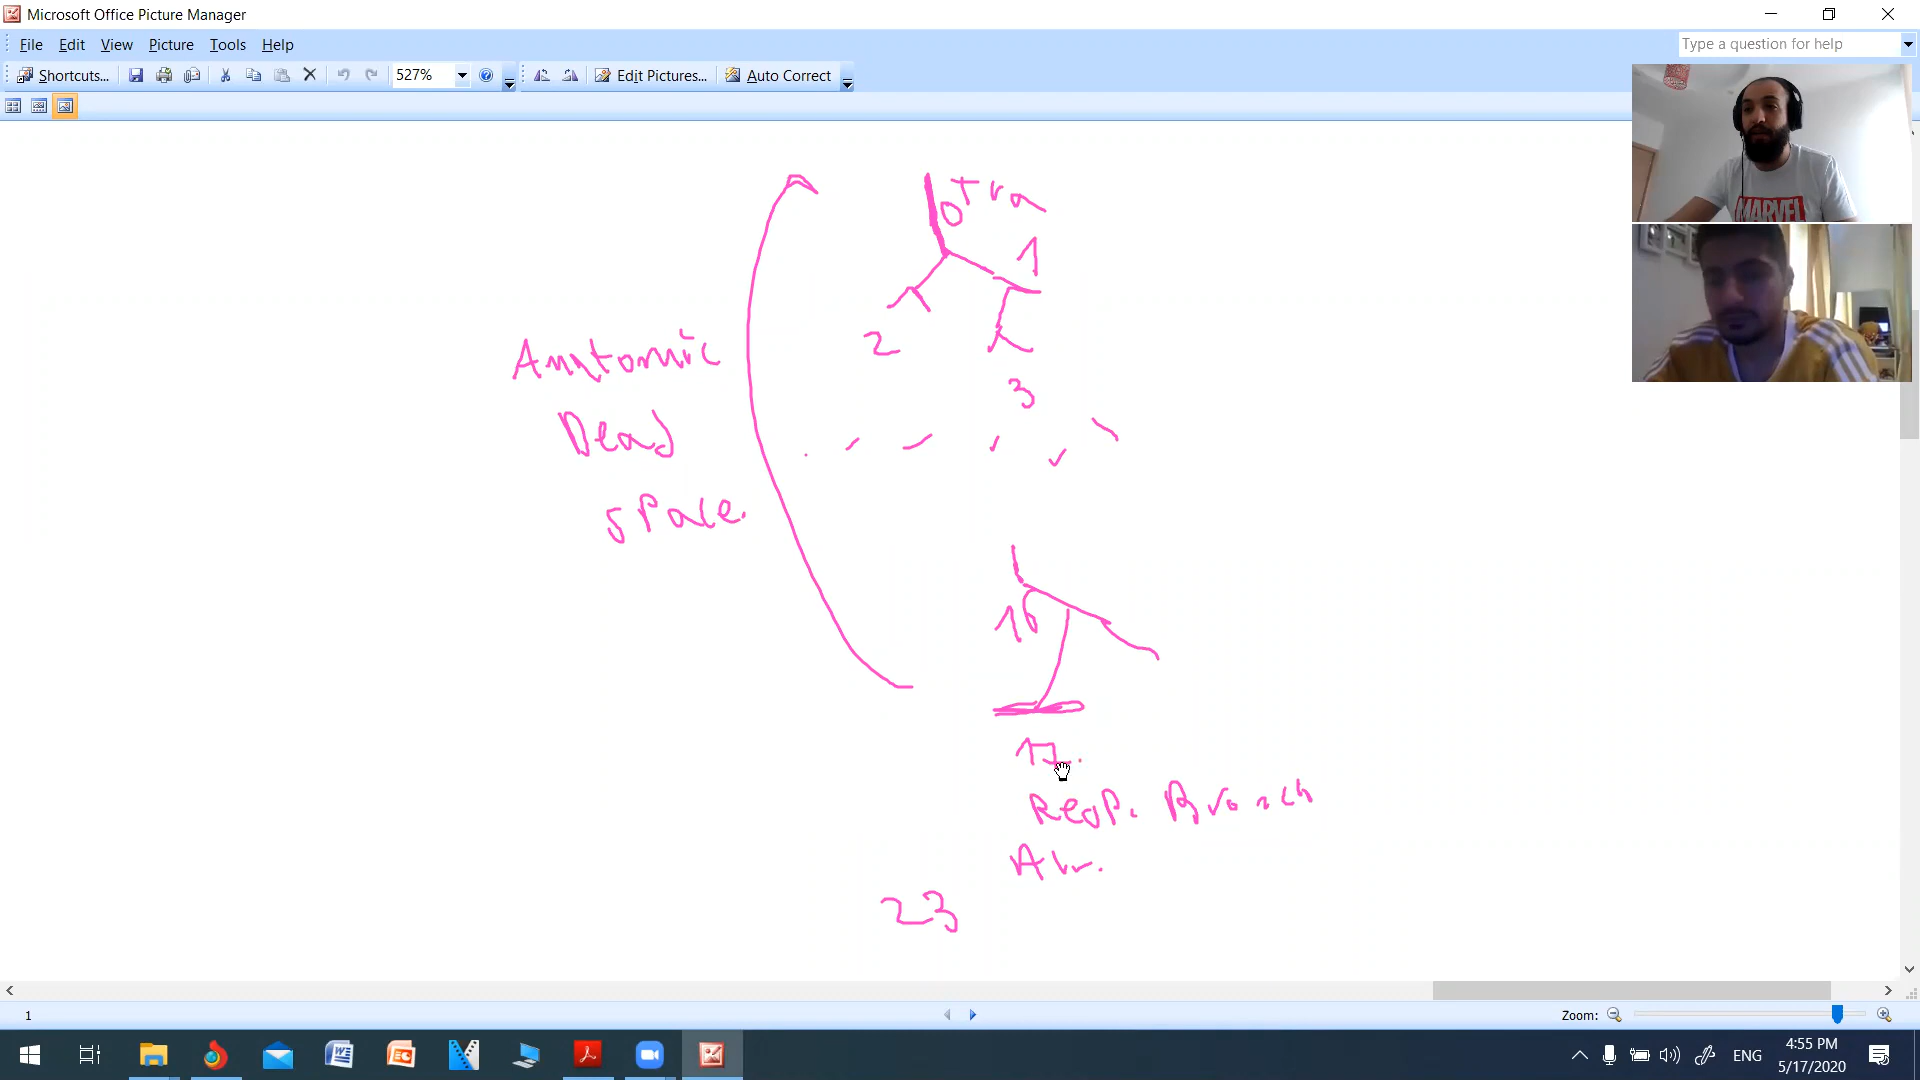 Microsoft Office Picture Manager
File Edit View Picture Tools Help
Type a question for help
Shortcuts... 527% Edit Pictures... Auto Correct
MARVEL
0 Tra
1
2
3
Anatomic
Dead
space.
16
17.
Resp. Bronch
23
1
Zoom:
ENG
4:55 PM
5/17/2020